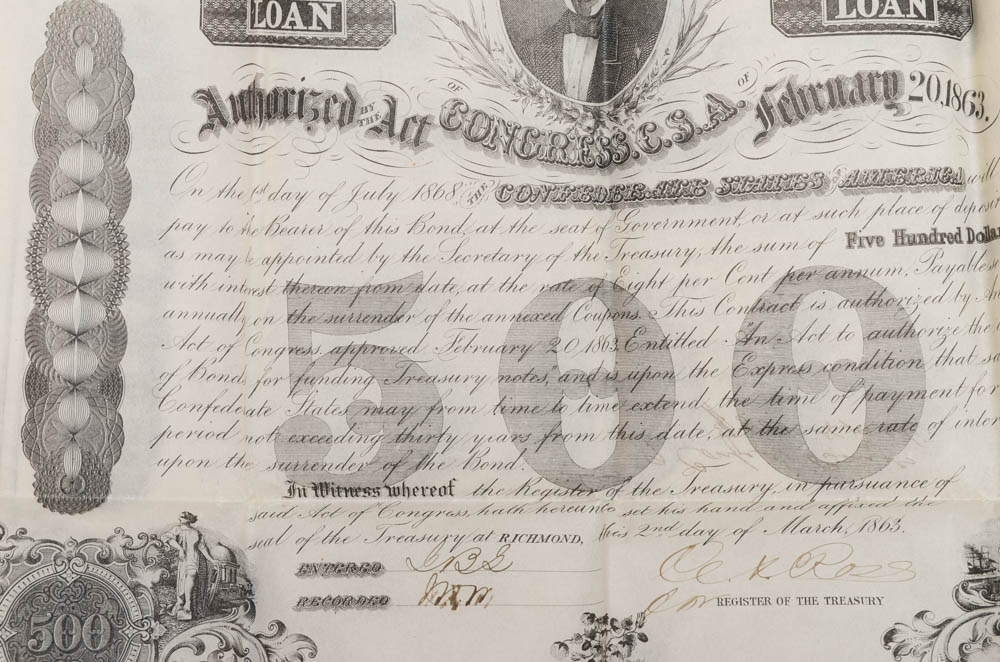 LOAN LOAN
Authorized BY THE Act OF CONGRESS, C.S.A. OF February 20, 1863.
On the 1st day of July 1868 THE CONFEDERATE STATES OF AMERICA will
pay to the Bearer of this Bond, at the seat of Government, or at such place of deposit
as may be appointed by the Secretary of the Treasury, the sum of Five Hundred Dollar
with interest thereon from date, at the rate of Eight per Cent per annum, Payable
annually on the surrender of the annexed Coupons. This Contract is authorized by
Act of Congress, approved February 20, 1863, Entitled "An Act to authorize the
of Bonds for funding Treasury notes," and is upon the Express condition that
Confederate States may from time to time extend the time of payment for
period not exceeding thirty years from this date, at the same rate of inter
upon the surrender of the Bond.
500
In Witness whereof the Register of the Treasury, in pursuance of
said Act of Congress, hath hereunto set his hand and affixed the
seal of the Treasury at RICHMOND, this 2nd day of March, 1863.
ENTERED
RECORDED
REGISTER OF THE TREASURY
500